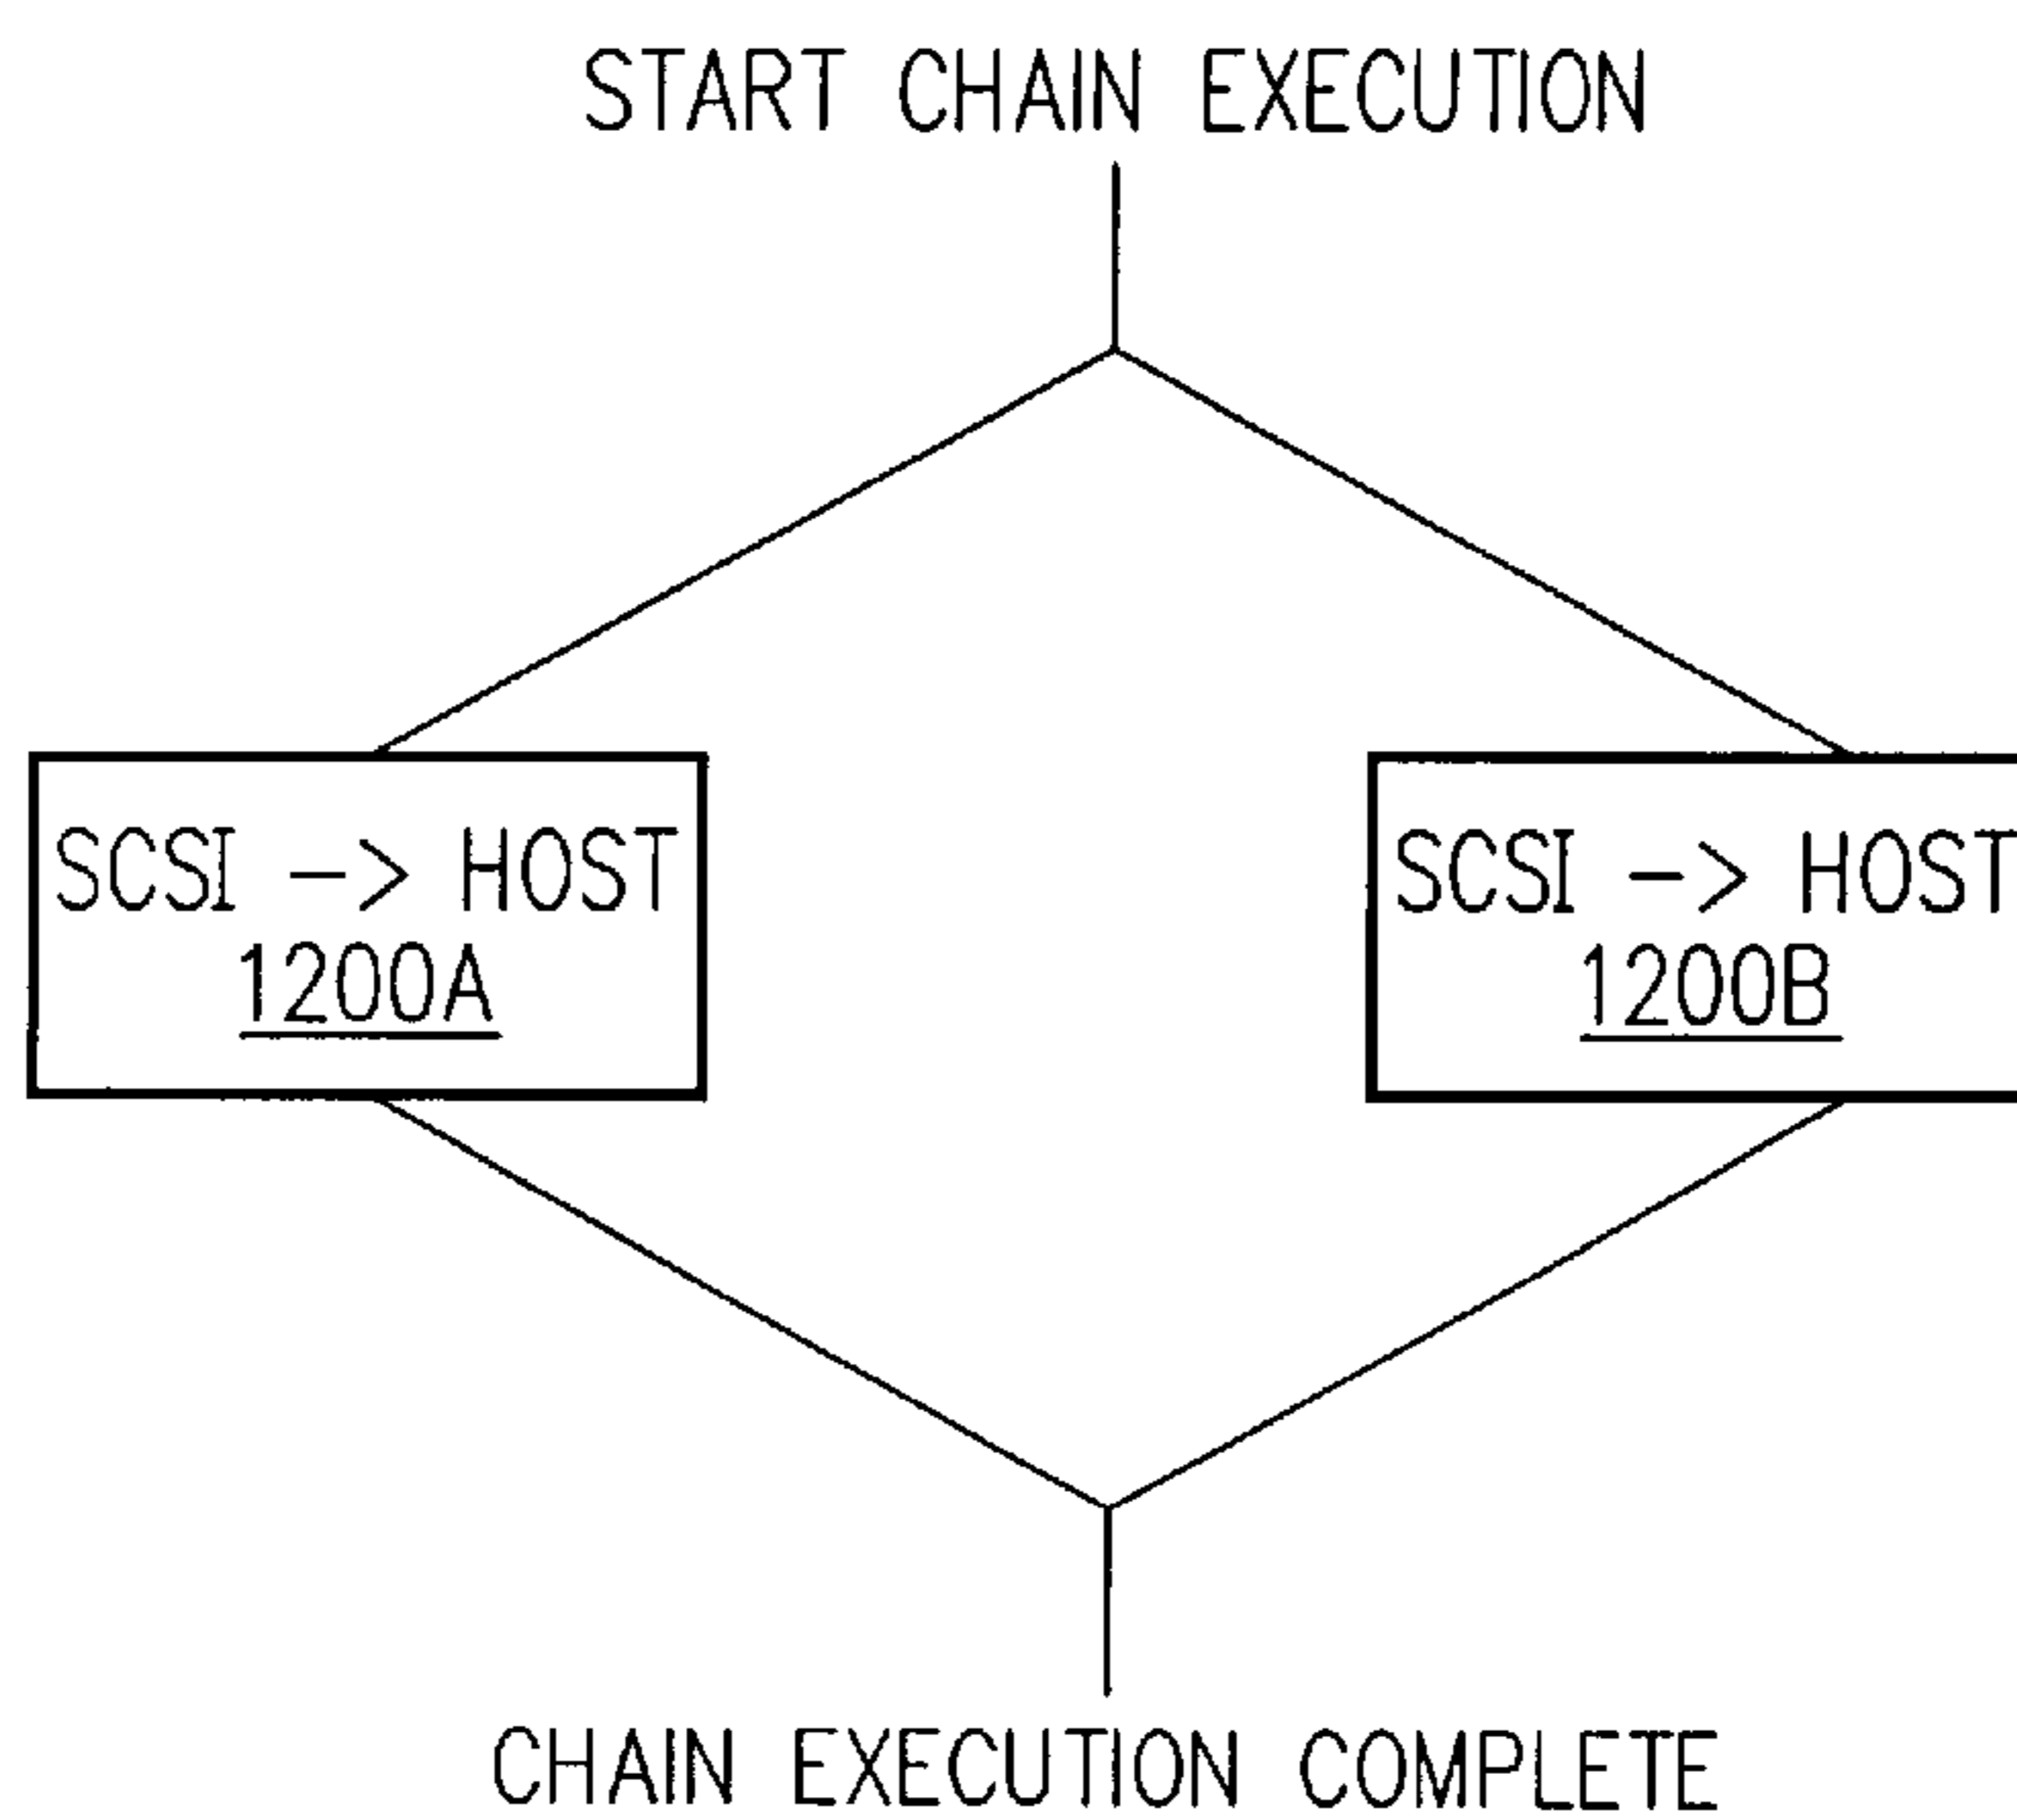 START CHAIN EXECUTION
SCSI -> HOST
1200A
SCSI -> HOST
1200B
CHAIN EXECUTION COMPLETE